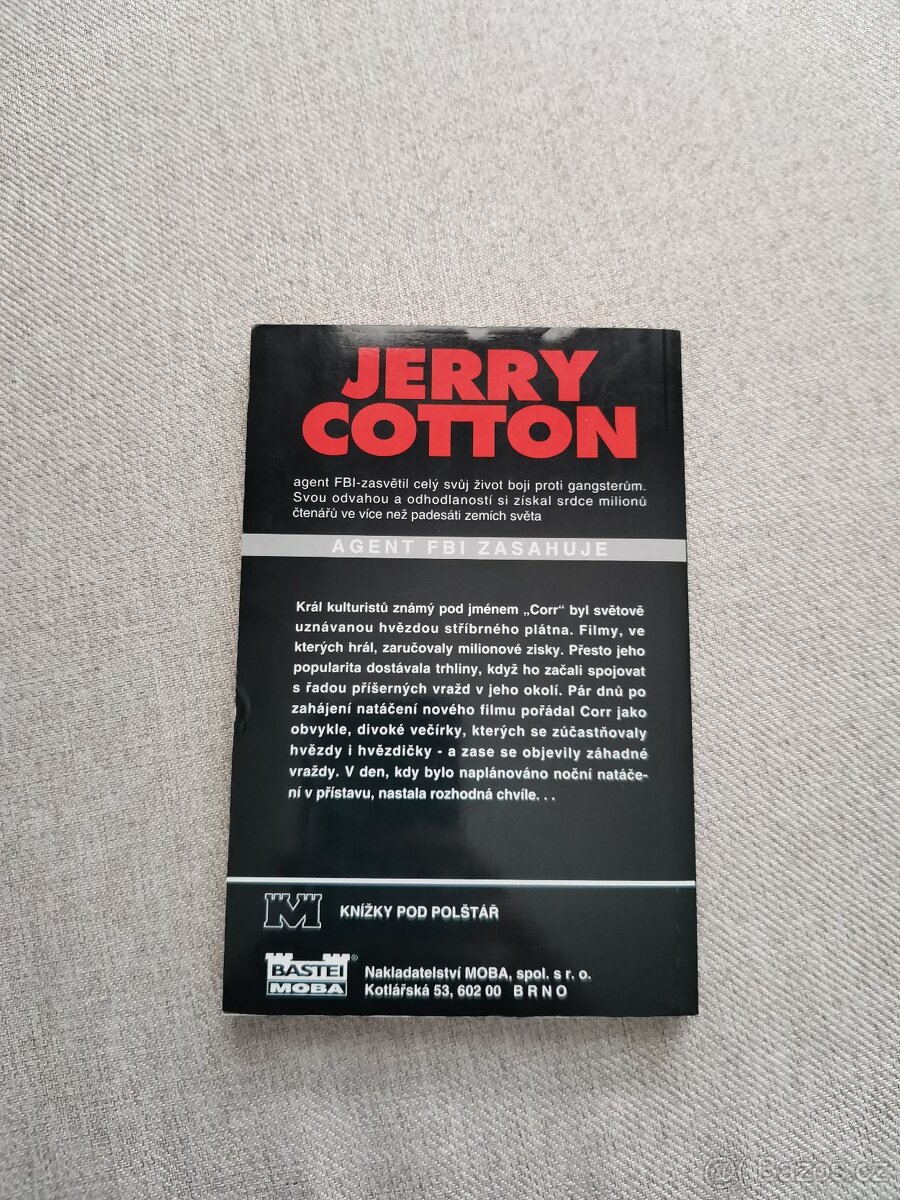 JERRY
COTTON
agent FBI-zasvětil celý svůj život boji proti gangsterům.
Svou odvahou a odhodlaností si získal srdce milionů
čtenářů ve více než padesáti zemích světa
AGENT FBI ZASAHUJE
Král kulturistů známý pod jménem „Corr“ byl světově
uznávanou hvězdou stříbrného plátna. Filmy, ve
kterých hrál, zaručovaly milionové zisky. Přesto jeho
popularita dostávala trhliny, když ho začali spojovat
s řadou příšerných vražd v jeho okolí. Pár dnů po
zahájení natáčení nového filmu pořádal Corr jako
obvykle, divoké večírky, kterých se zúčastňovaly
hvězdy i hvězdičky - a zase se objevily záhadné
vraždy. V den, kdy bylo naplánováno noční natáče-
ní v přístavu, nastala rozhodná chvíle. . .
M KNÍŽKY POD POLŠTÁŘ
BASTEI ®
MOBA
Nakladatelství MOBA, spol. s r. o.
Kotlářská 53, 602 00 BRNO
@Bazos.cz